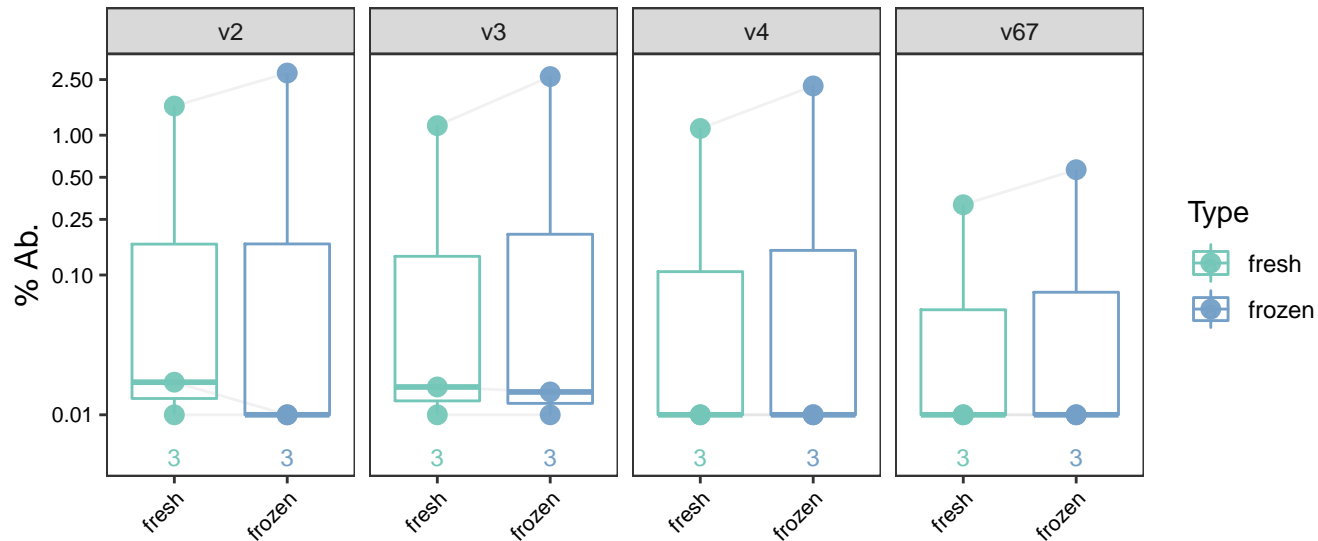 v2 v3 v4 v67
% Ab.
2.50
1.00
0.50
0.25
0.10
0.01
3 3 3 3 3 3 3 3
fresh frozen fresh frozen fresh frozen fresh frozen
Type
fresh
frozen